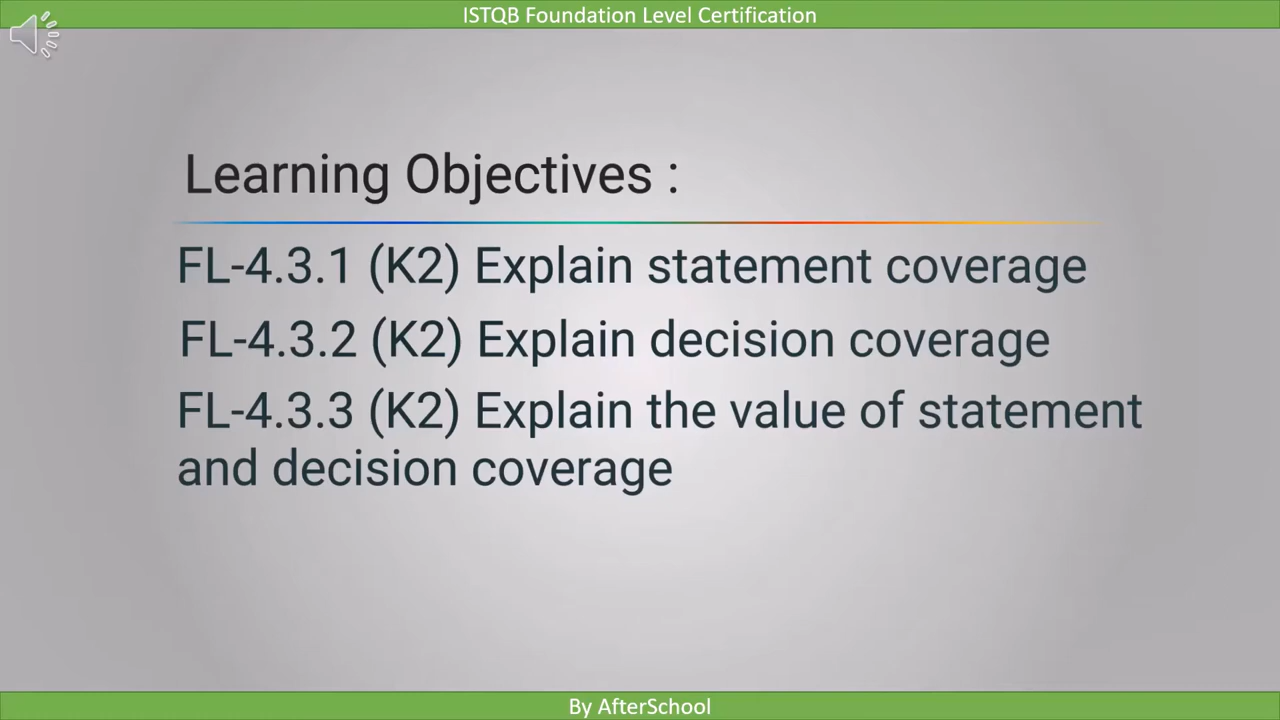 ISTQB Foundation Level Certification
Learning Objectives :
FL-4.3.1 (K2) Explain statement coverage
FL-4.3.2 (K2) Explain decision coverage
FL-4.3.3 (K2) Explain the value of statement
and decision coverage
By AfterSchool